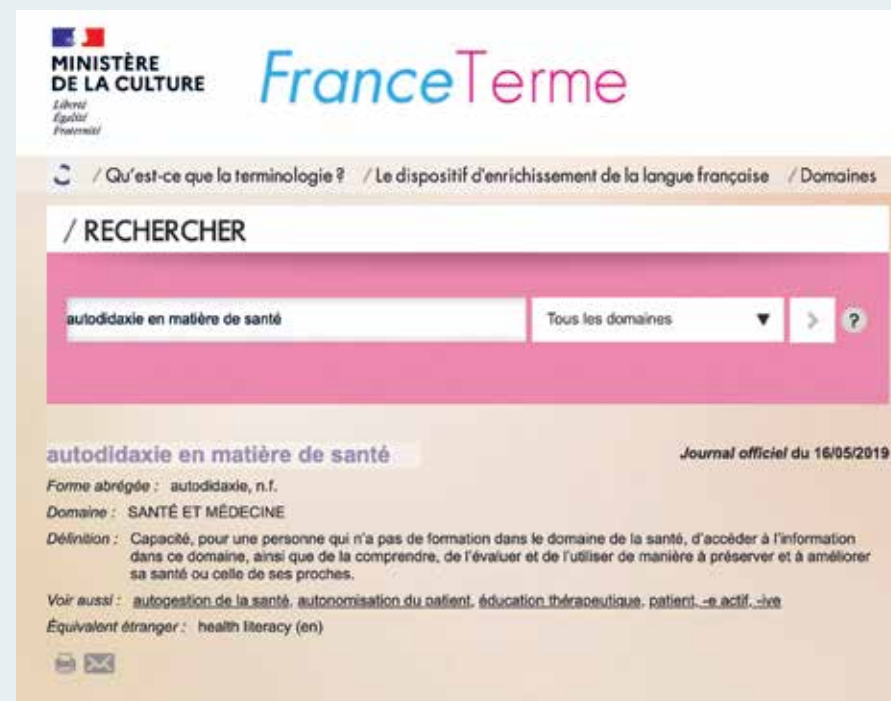 MINISTÈRE
DE LA CULTURE
Liberté
Égalité
Fraternité
FranceTerme
/ Qu'est-ce que la terminologie ? / Le dispositif d'enrichissement de la langue française / Domaines
/ RECHERCHER
autodidaxie en matière de santé Tous les domaines ▼ > ?
autodidaxie en matière de santé Journal officiel du 16/05/2019
Forme abrégée : autodidaxie, n.f.
Domaine : SANTÉ ET MÉDECINE
Définition : Capacité, pour une personne qui n'a pas de formation dans le domaine de la santé, d'accéder à l'information
dans ce domaine, ainsi que de la comprendre, de l'évaluer et de l'utiliser de manière à préserver et à améliorer
sa santé ou celle de ses proches.
Voir aussi : autogestion de la santé, autonomisation du patient, éducation thérapeutique, patient, -e actif, -ive
Équivalent étranger : health literacy (en)